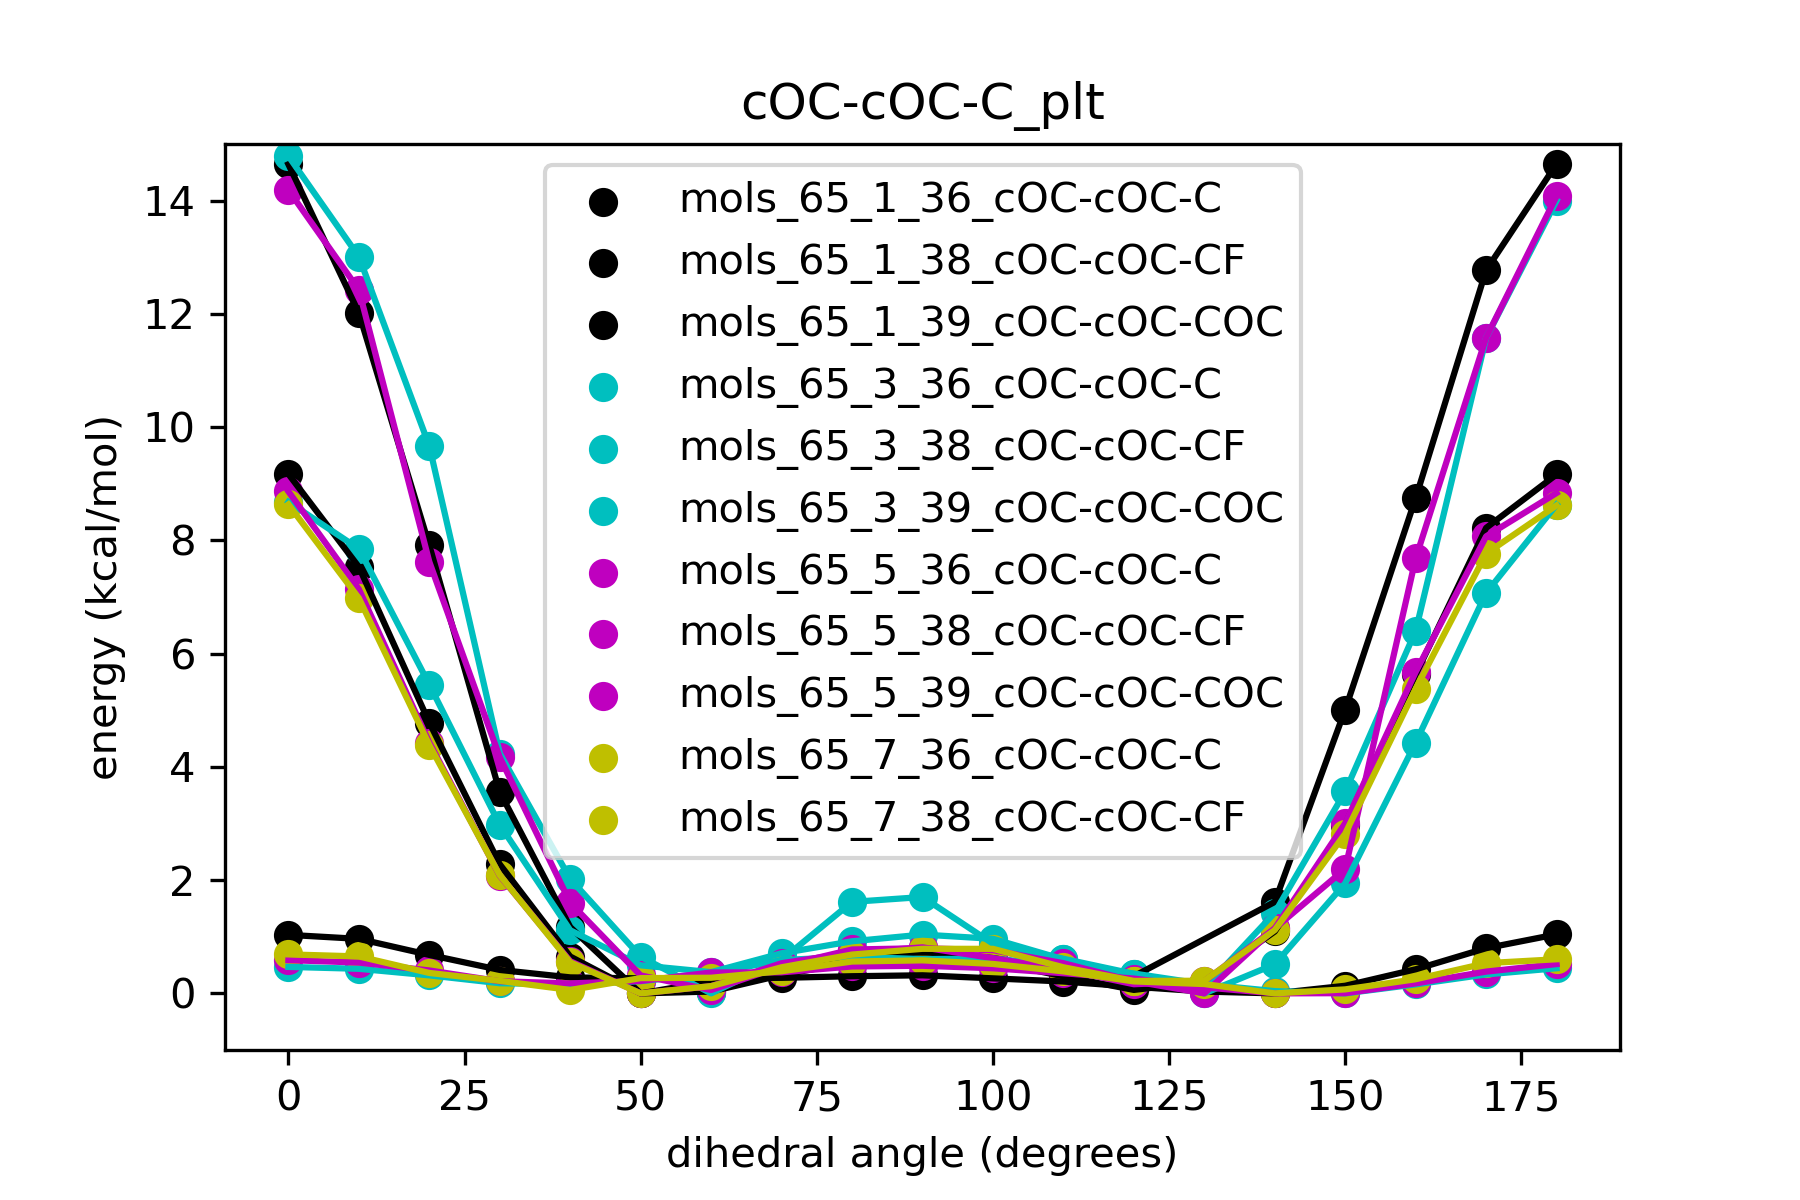 cOC-cOC-C_plt
mols_65_1_36_cOC-cOC-C
mols_65_1_38_cOC-cOC-CF
mols_65_1_39_cOC-cOC-COC
mols_65_3_36_cOC-cOC-C
mols_65_3_38_cOC-cOC-CF
mols_65_3_39_cOC-cOC-COC
mols_65_5_36_cOC-cOC-C
mols_65_5_38_cOC-cOC-CF
mols_65_5_39_cOC-cOC-COC
mols_65_7_36_cOC-cOC-C
mols_65_7_38_cOC-cOC-CF
energy (kcal/mol)
14
12
10
8
6
4
2
0
0 25 50 75 100 125 150 175
dihedral angle (degrees)